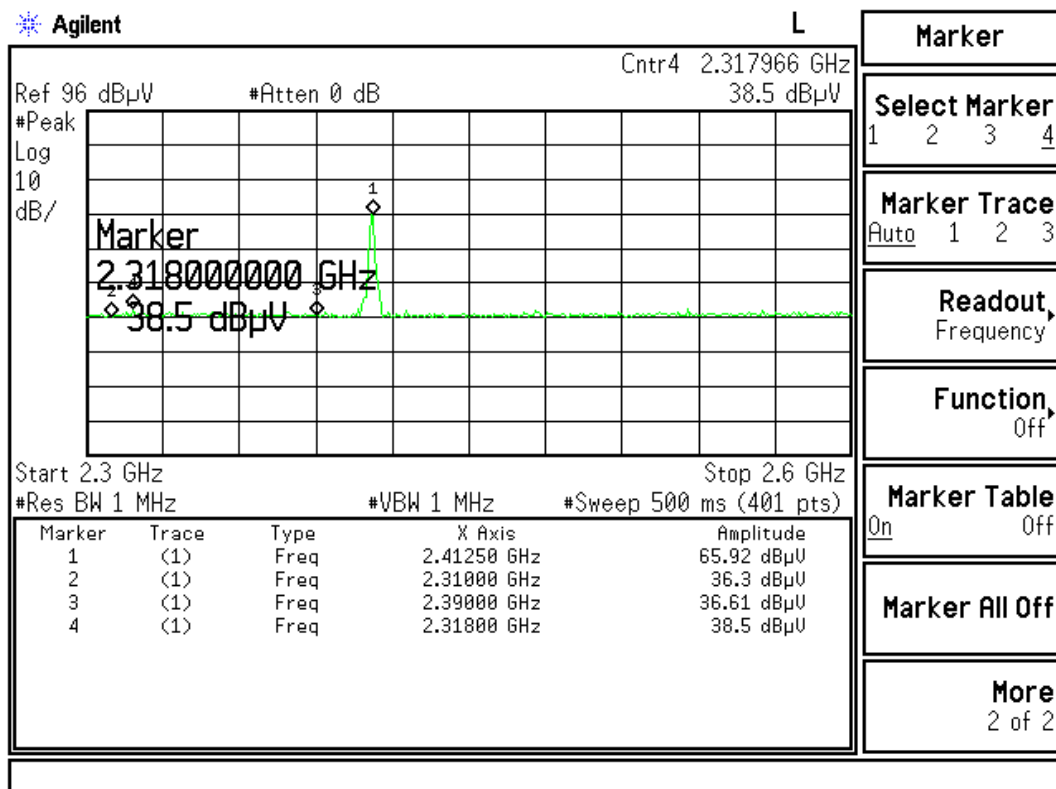 Agilent
L
Cntr4 2.317966 GHz
Ref 96 dBµV #Atten 0 dB 38.5 dBµV
#Peak
Log
10
dB/
1
Marker
2.318000000 GHz
38.5 dBµV
2
3
Start 2.3 GHz Stop 2.6 GHz
#Res BW 1 MHz #VBW 1 MHz #Sweep 500 ms (401 pts)
Marker Trace Type X Axis Amplitude
1 (1) Freq 2.41250 GHz 65.92 dBµV
2 (1) Freq 2.31000 GHz 36.3 dBµV
3 (1) Freq 2.39000 GHz 36.61 dBµV
4 (1) Freq 2.31800 GHz 38.5 dBµV
Marker
Select Marker
1 2 3 4
Marker Trace
Auto 1 2 3
Readout
Frequency
Function
Off
Marker Table
On Off
Marker All Off
More
2 of 2